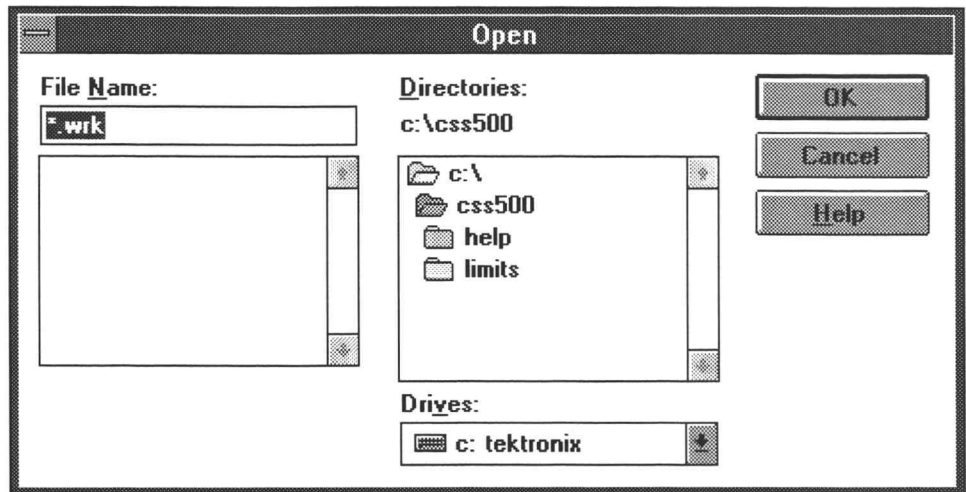 Open
File Name:
*.wrk
Directories:
c:\css500
c:\
css500
help
limits
Drives:
c: tektronix
OK
Cancel
Help